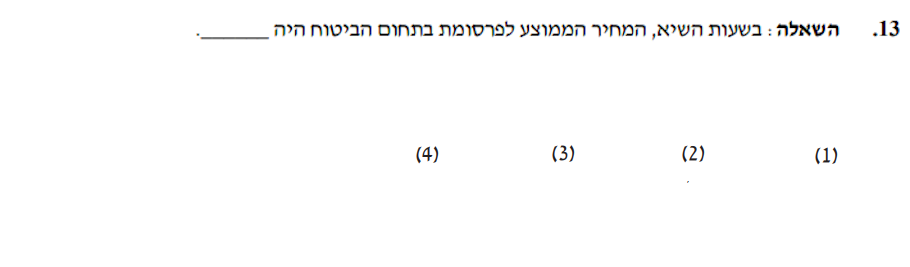 13. השאלה : בשעות השיא, המחיר הממוצע לפרסומת בתחום הביטוח היה _______.
(1) (2) (3) (4)